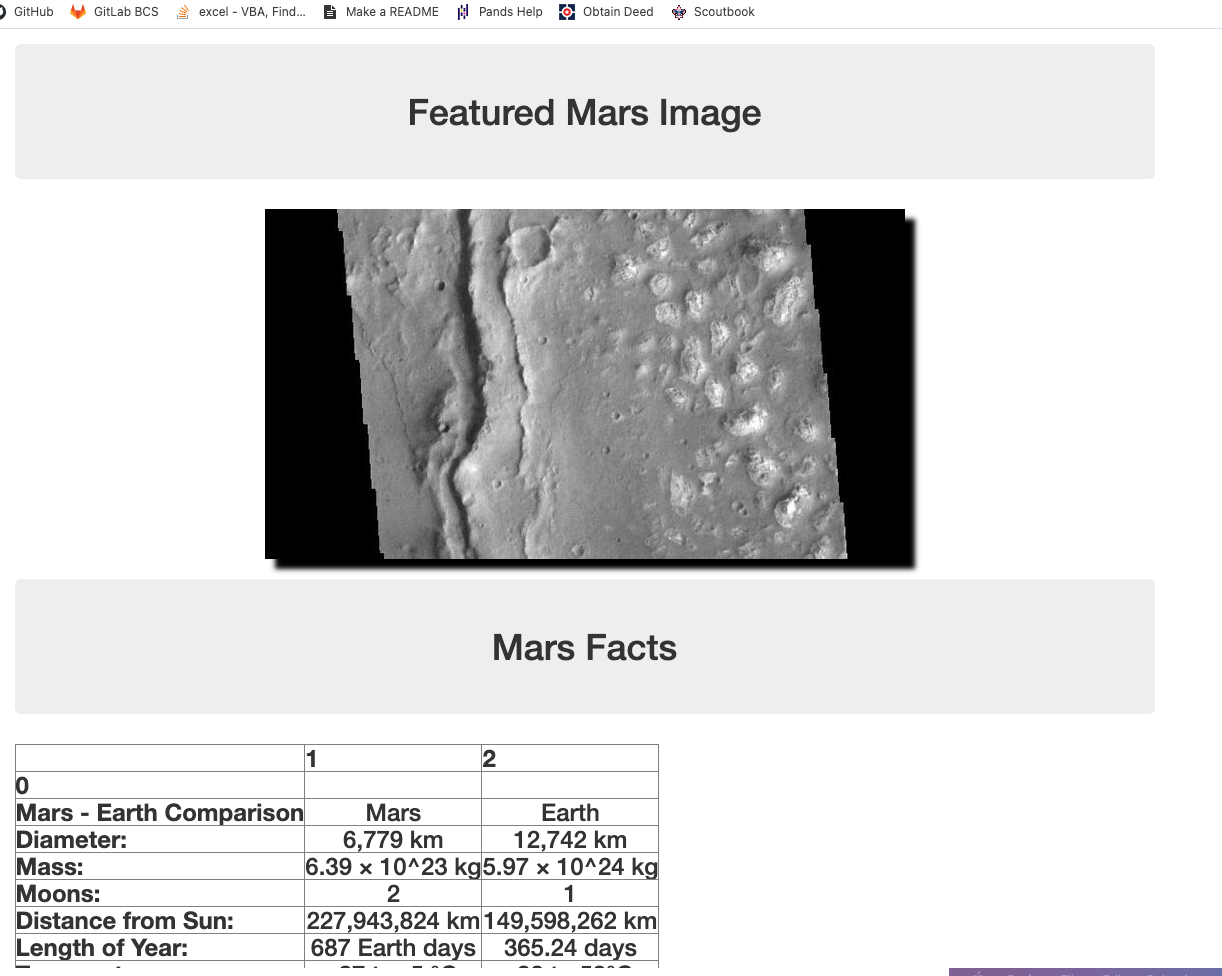 GitHub GitLab BCS excel - VBA, Find... Make a README Pands Help Obtain Deed Scoutbook
Featured Mars Image
Mars Facts
1 2
0
Mars - Earth Comparison Mars Earth
Diameter: 6,779 km 12,742 km
Mass: 6.39 × 10^23 kg 5.97 × 10^24 kg
Moons: 2 1
Distance from Sun: 227,943,824 km 149,598,262 km
Length of Year: 687 Earth days 365.24 days